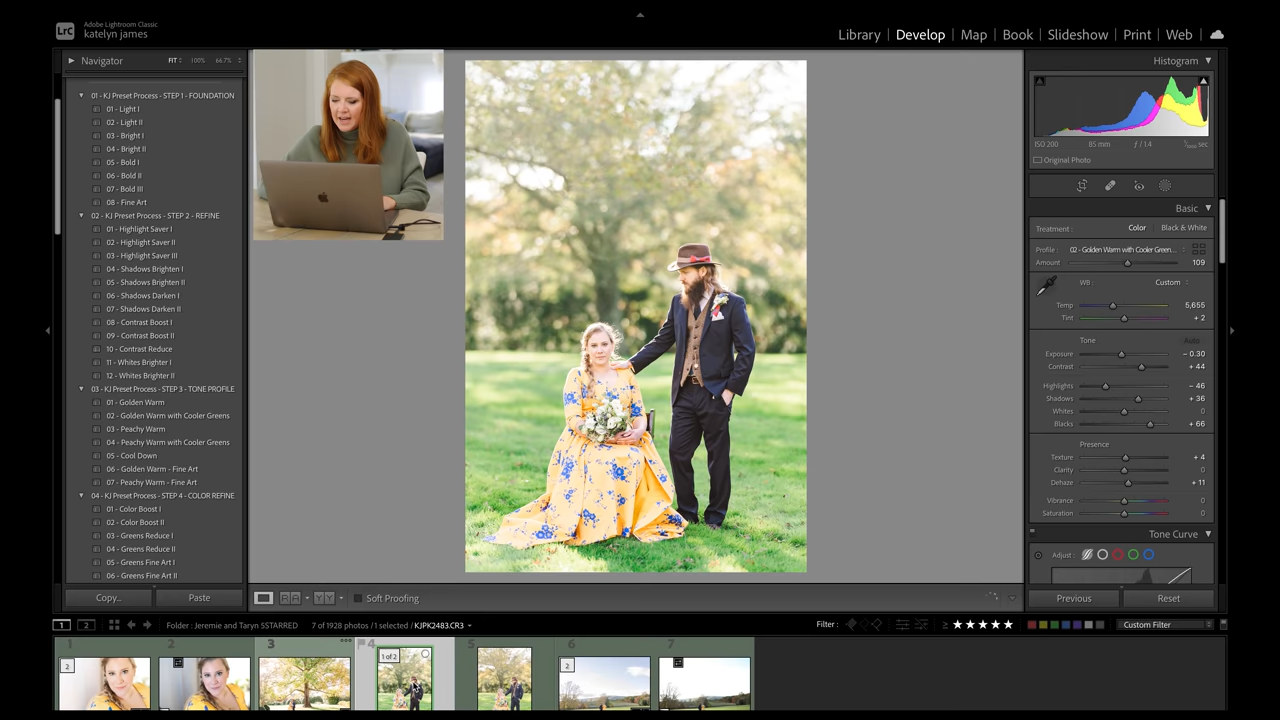 LrC
Adobe Lightroom Classic
katelyn james
Library | Develop | Map | Book | Slideshow | Print | Web
Navigator FIT 100% 66.7%
Histogram
01 - KJ Preset Process - STEP 1 - FOUNDATION
01 - Light I
02 - Light II
03 - Bright I
04 - Bright II
05 - Bold I
06 - Bold II
07 - Bold III
08 - Fine Art
02 - KJ Preset Process - STEP 2 - REFINE
01 - Highlight Saver I
02 - Highlight Saver II
03 - Highlight Saver III
04 - Shadows Brighten I
05 - Shadows Brighten II
06 - Shadows Darken I
07 - Shadows Darken II
08 - Contrast Boost I
09 - Contrast Boost II
10 - Contrast Reduce
11 - Whites Brighter I
12 - Whites Brighter II
03 - KJ Preset Process - STEP 3 - TONE PROFILE
01 - Golden Warm
02 - Golden Warm with Cooler Greens
03 - Peachy Warm
04 - Peachy Warm with Cooler Greens
05 - Cool Down
06 - Golden Warm - Fine Art
07 - Peachy Warm - Fine Art
04 - KJ Preset Process - STEP 4 - COLOR REFINE
01 - Color Boost I
02 - Color Boost II
03 - Greens Reduce I
04 - Greens Reduce II
05 - Greens Fine Art I
06 - Greens Fine Art II
Copy... Paste
ISO 200 85 mm ƒ / 1.4 sec
Original Photo
Basic
Treatment : Color | Black & White
Profile : 02 - Golden Warm with Cooler Green...
Amount 109
WB : Custom
Temp 5,655
Tint + 2
Tone Auto
Exposure − 0.30
Contrast + 44
Highlights − 46
Shadows + 36
Whites 0
Blacks + 66
Presence
Texture + 4
Clarity 0
Dehaze + 11
Vibrance 0
Saturation 0
Tone Curve
Adjust :
Previous Reset
R A Y Y Soft Proofing
1 2 Folder : Jeremie and Taryn SSTARRED 7 of 1928 photos / 1 selected / KJPK2483.CR3
Filter : ≥ ★★★★★ Custom Filter
1 2 3 4 5 6 7
2 1 of 2 2